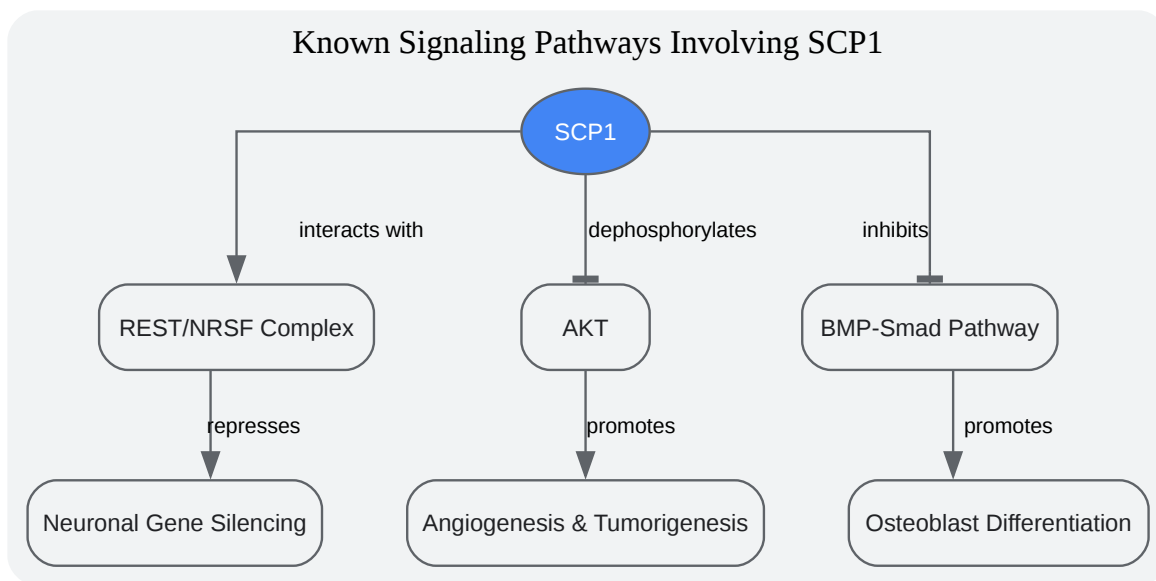 Known Signaling Pathways Involving SCP1
SCP1
interacts with
dephosphorylates
inhibits
REST/NRSF Complex
AKT
BMP-Smad Pathway
represses
promotes
promotes
Neuronal Gene Silencing
Angiogenesis & Tumorigenesis
Osteoblast Differentiation